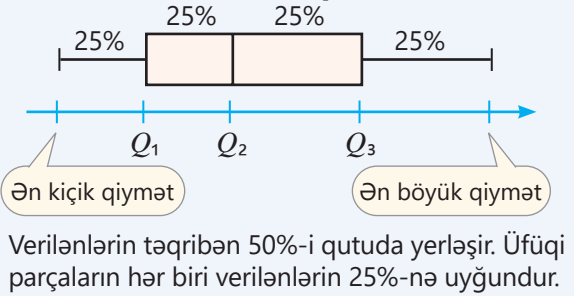 25% 25%
25% 25%
Q₁ Q₂ Q₃
Ən kiçik qiymət Ən böyük qiymət
Verilənlərin təqribən 50%-i qutuda yerləşir. Üfüqi
parçaların hər biri verilənlərin 25%-nə uyğundur.